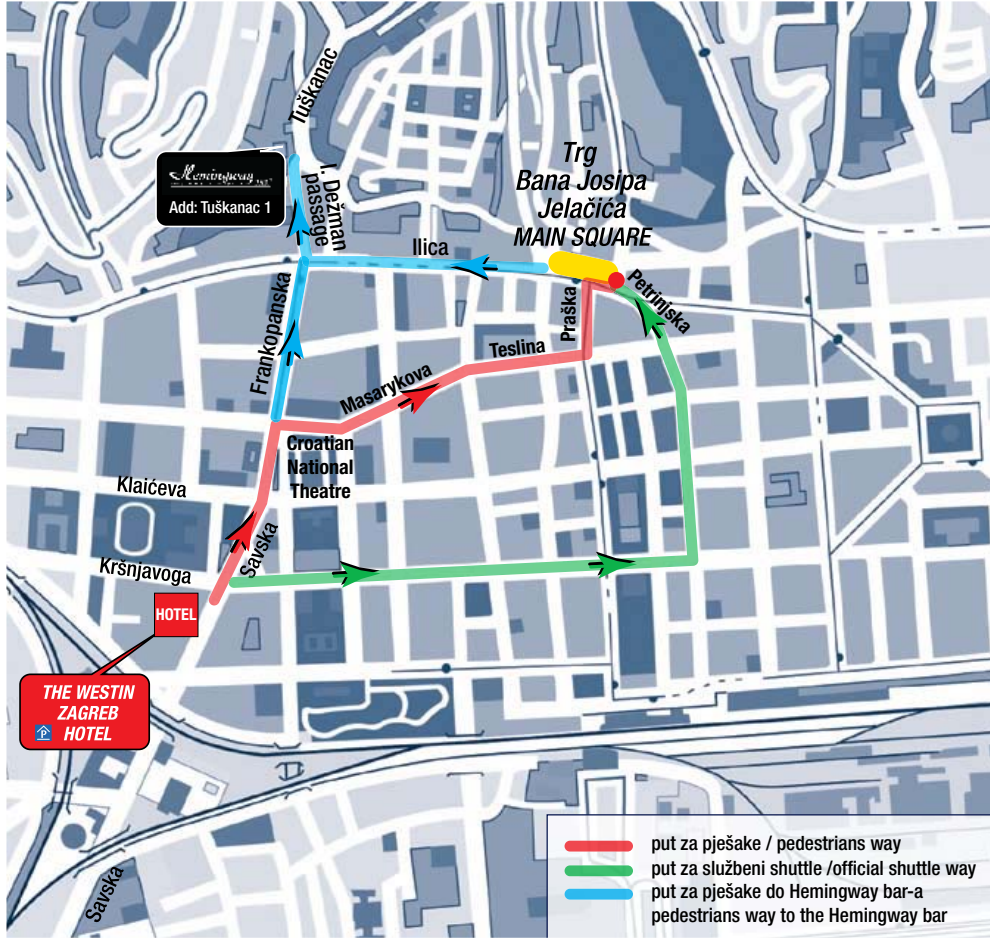 Tuškanac
Hemingway
Add: Tuškanac 1
I. Dežman
passage
Trg
Bana Josipa
Jelačića
MAIN SQUARE
Ilica
Petrinjska
Praška
Frankopanska
Teslina
Masarykova
Croatian
National
Theatre
Klaićeva
Savska
Kršnjavoga
HOTEL
THE WESTIN
ZAGREB
P HOTEL
Savska
put za pješake / pedestrians way
put za službeni shuttle /official shuttle way
put za pješake do Hemingway bar-a
pedestrians way to the Hemingway bar